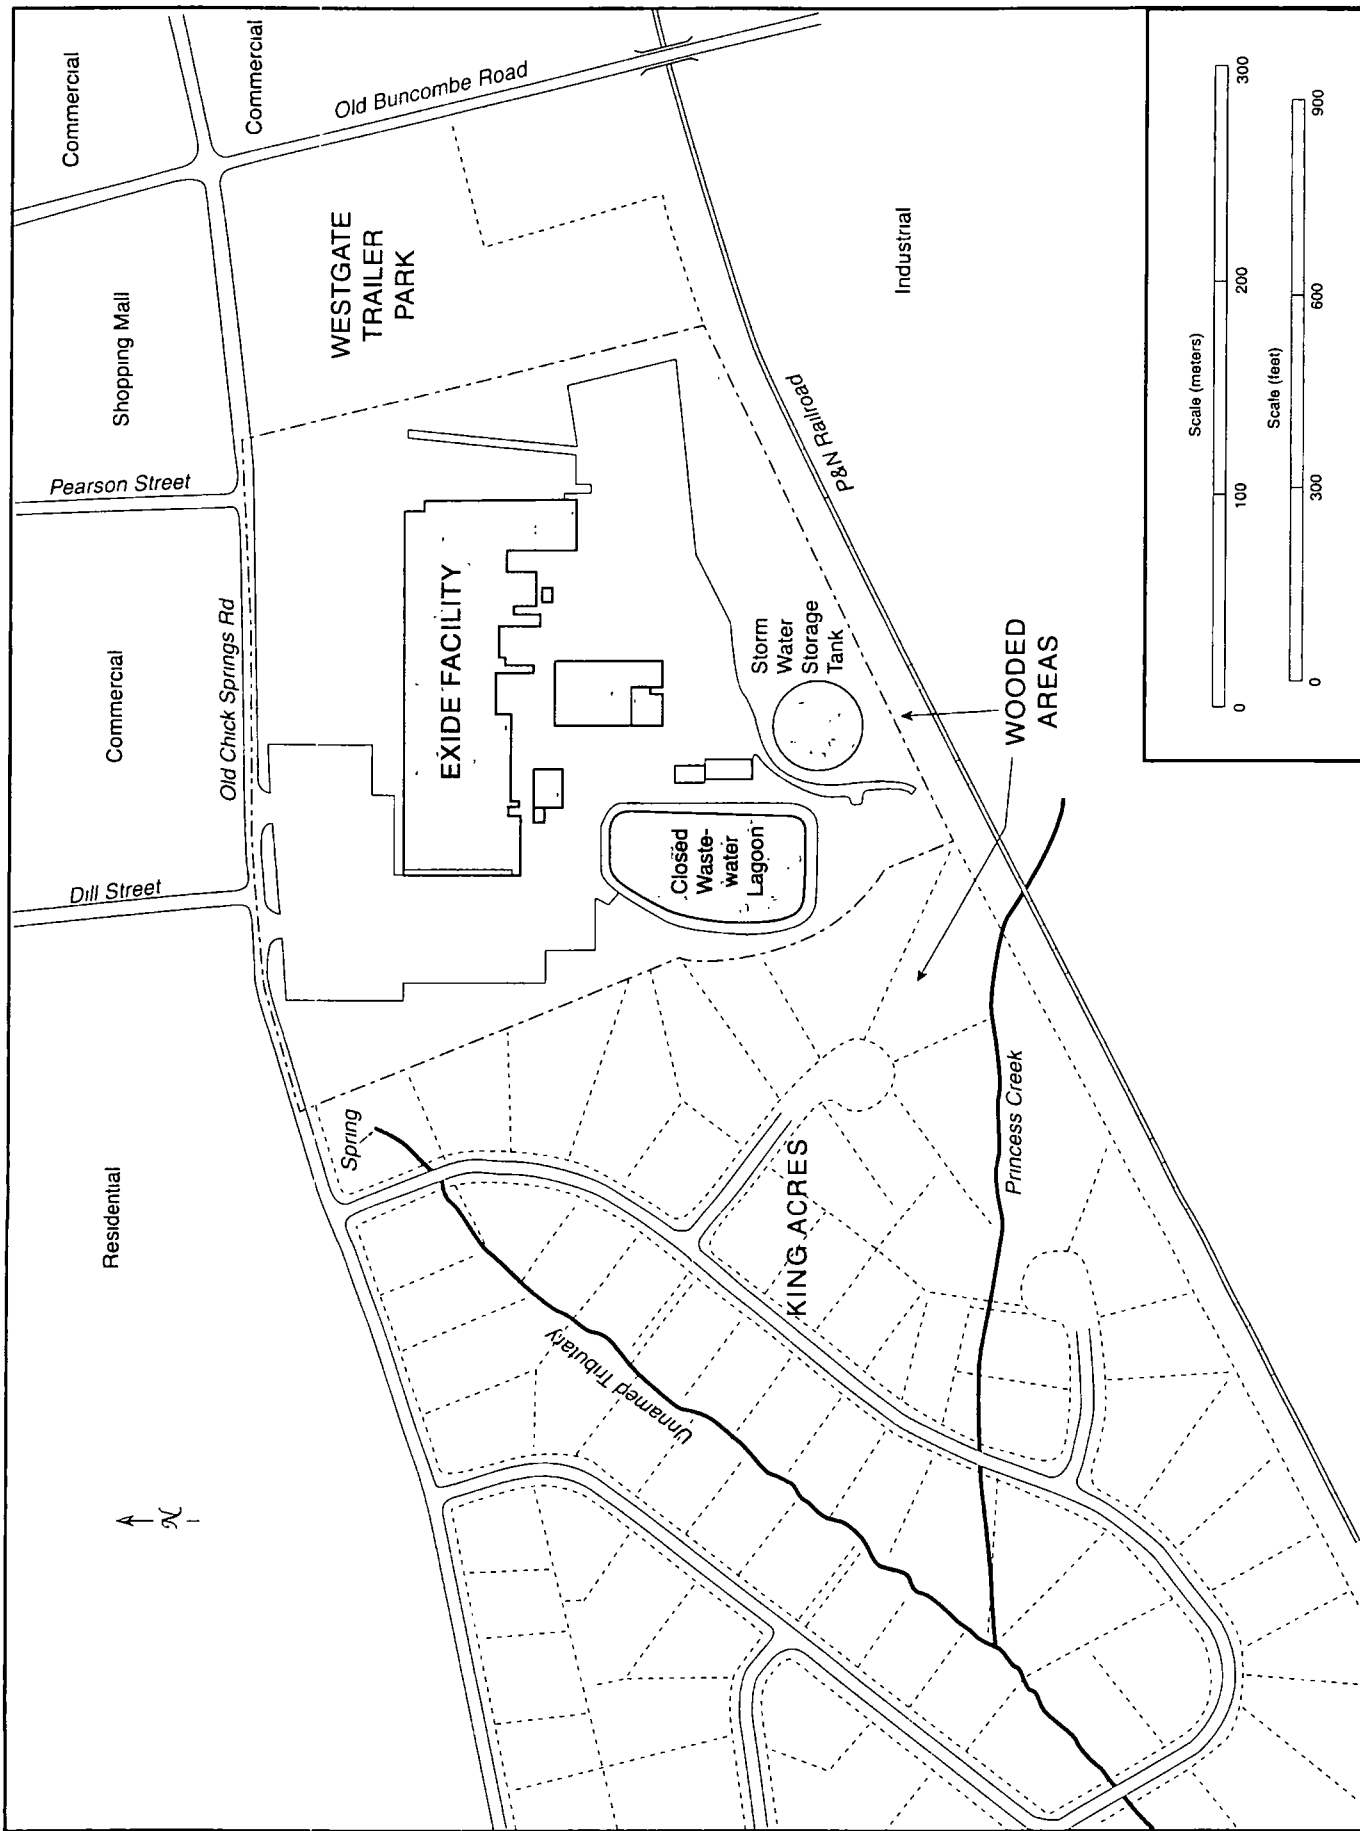 Residential
Dill Street
Commercial
Pearson Street
Shopping Mall
Commercial
Commercial
Old Chick Springs Rd
Old Buncombe Road
WESTGATE
TRAILER
PARK
EXIDE FACILITY
Spring
Closed
Waste-
water
Lagoon
Storm
Water
Storage
Tank
P&N Railroad
Industrial
Unnamed Tributary
KING ACRES
Princess Creek
WOODED
AREAS
N
Scale (meters)
0 100 200 300
Scale (feet)
0 300 600 900